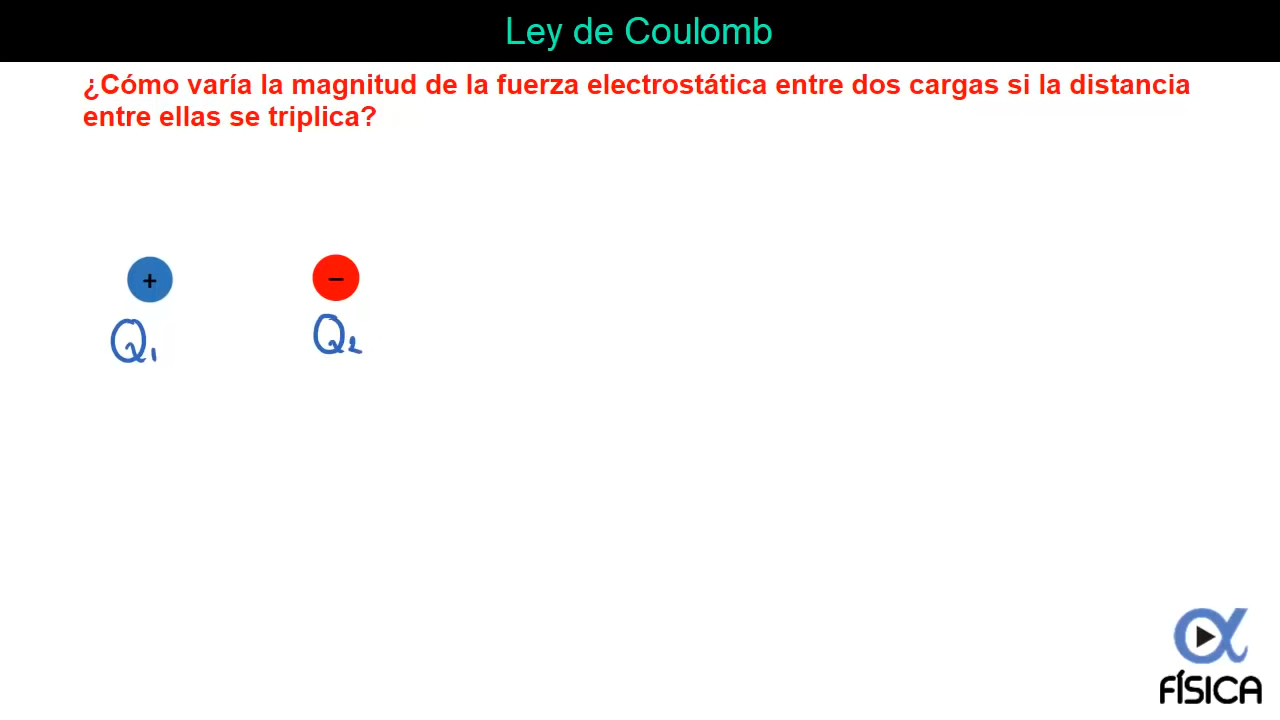 Ley de Coulomb
¿Cómo varía la magnitud de la fuerza electrostática entre dos cargas si la distancia
entre ellas se triplica?
+ −
Q₁ Q₂
FÍSICA